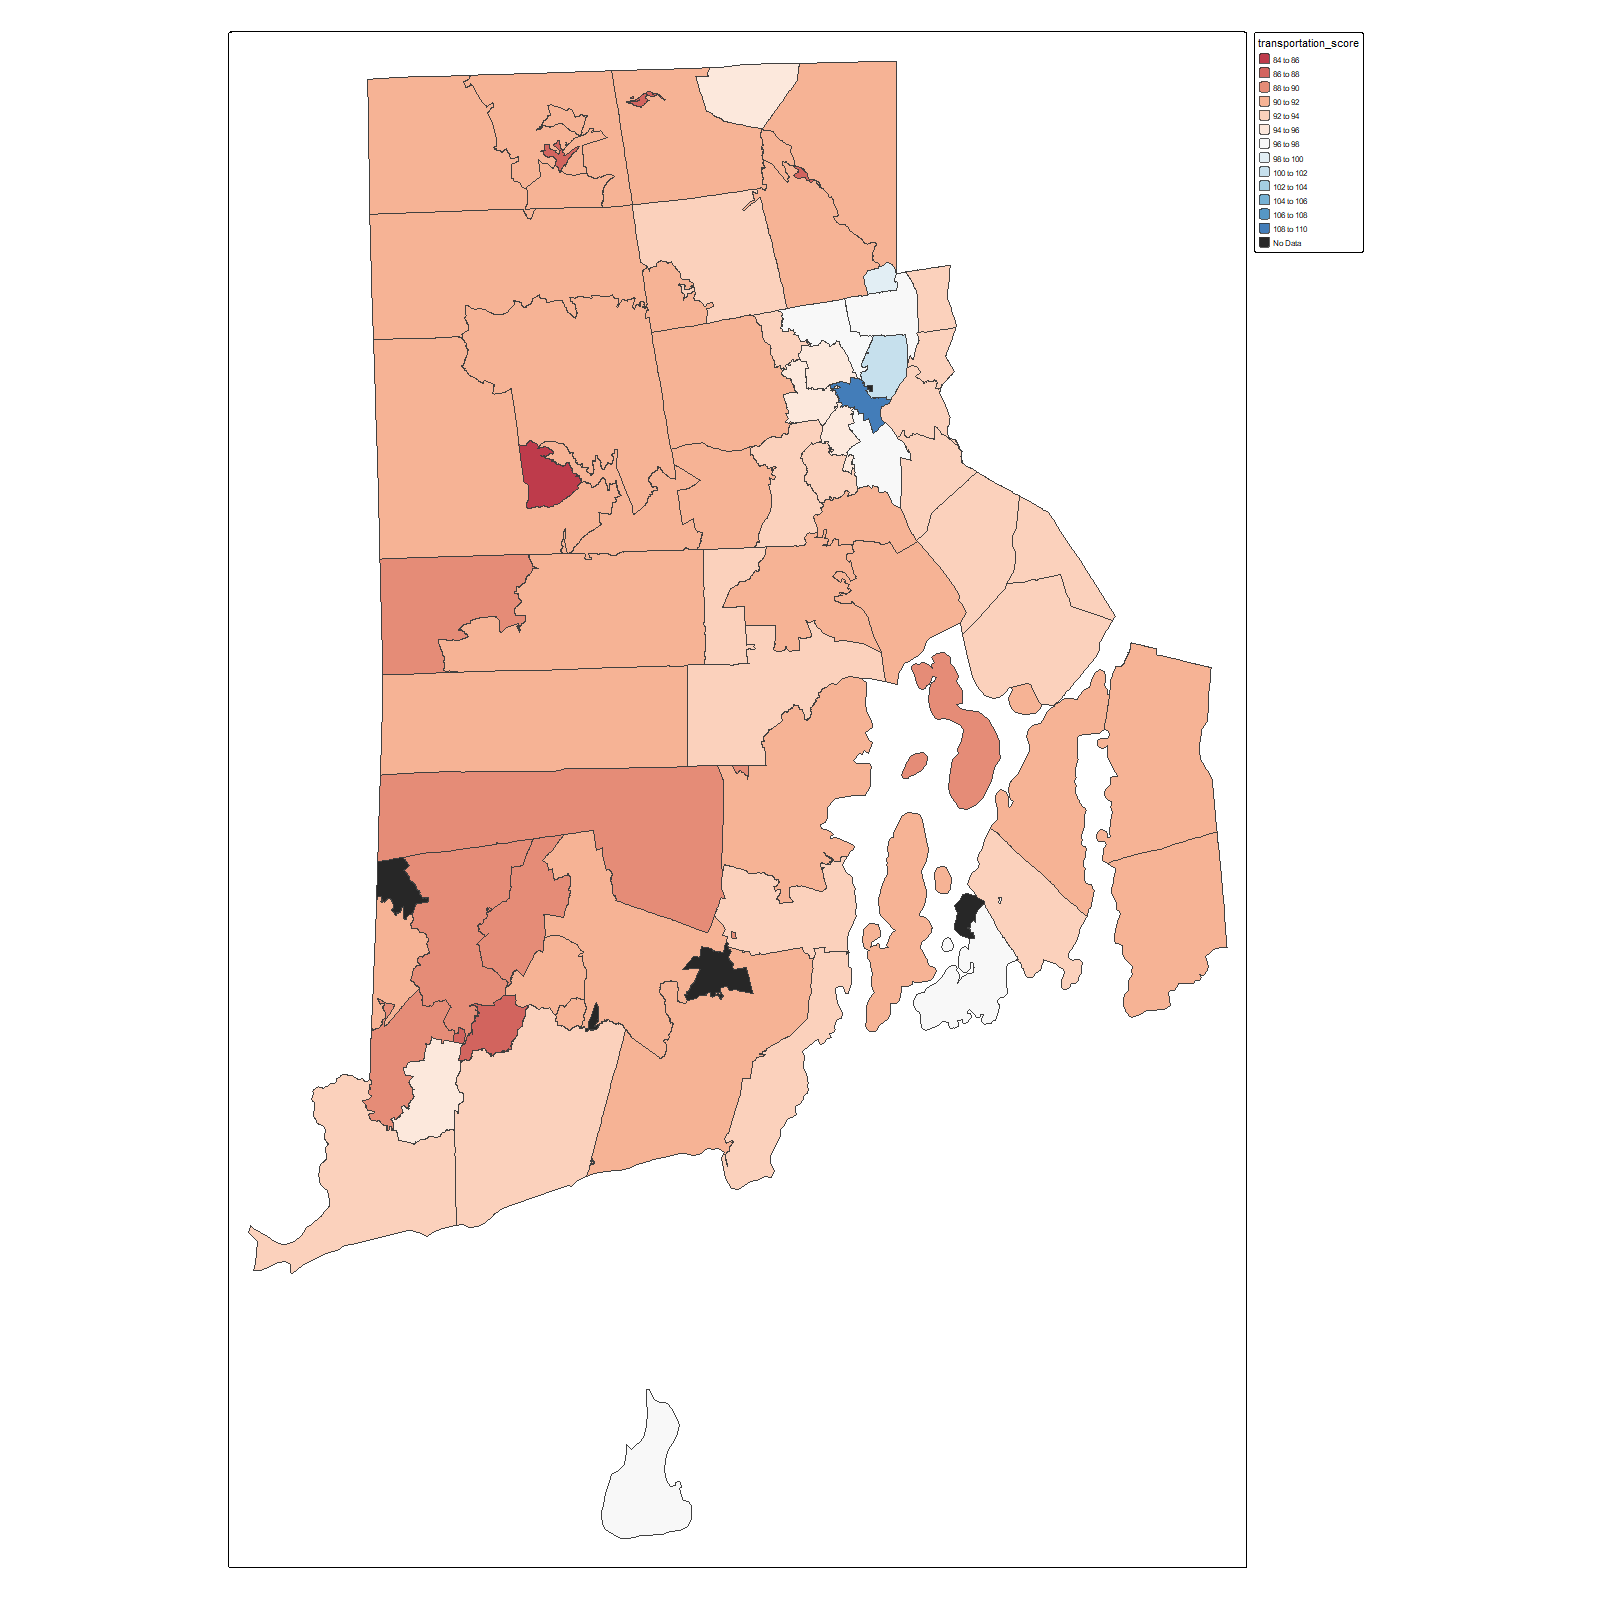 transportation_score
84 to 86
86 to 88
88 to 90
90 to 92
92 to 94
94 to 96
96 to 98
98 to 100
100 to 102
102 to 104
104 to 106
106 to 108
108 to 110
No Data